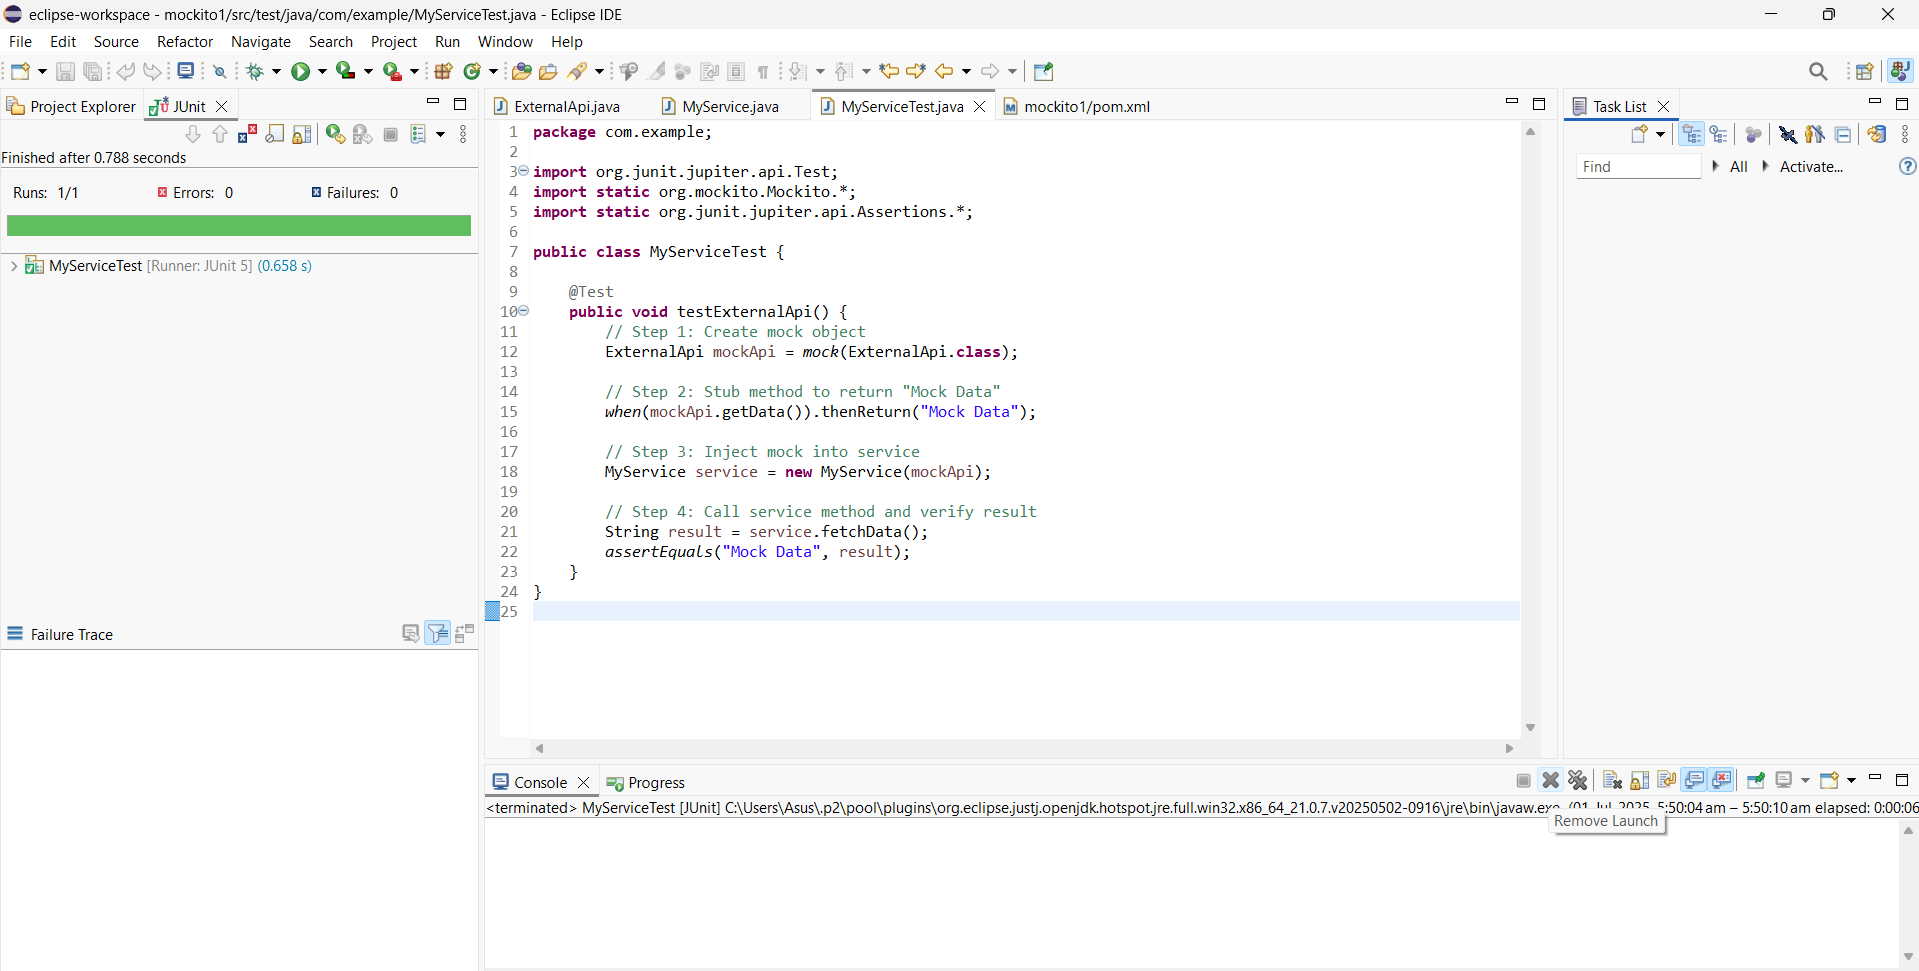 eclipse-workspace - mockito1/src/test/java/com/example/MyServiceTest.java - Eclipse IDE
File Edit Source Refactor Navigate Search Project Run Window Help
Project Explorer JUnit
Finished after 0.788 seconds
Runs: 1/1 Errors: 0 Failures: 0
MyServiceTest [Runner: JUnit 5] (0.658 s)
Failure Trace
ExternalApi.java MyService.java MyServiceTest.java mockito1/pom.xml
1 package com.example;
2
3 import org.junit.jupiter.api.Test;
4 import static org.mockito.Mockito.*;
5 import static org.junit.jupiter.api.Assertions.*;
6
7 public class MyServiceTest {
8
9     @Test
10     public void testExternalApi() {
11         // Step 1: Create mock object
12         ExternalApi mockApi = mock(ExternalApi.class);
13
14         // Step 2: Stub method to return "Mock Data"
15         when(mockApi.getData()).thenReturn("Mock Data");
16
17         // Step 3: Inject mock into service
18         MyService service = new MyService(mockApi);
19
20         // Step 4: Call service method and verify result
21         String result = service.fetchData();
22         assertEquals("Mock Data", result);
23     }
24 }
25
Task List
Find All Activate...
Console Progress
<terminated> MyServiceTest [JUnit] C:\Users\Asus\.p2\pool\plugins\org.eclipse.justj.openjdk.hotspot.jre.full.win32.x86_64_21.0.7.v20250502-0916\jre\bin\javaw.exe (01 Jul 2025, 5:50:04 am – 5:50:10 am elapsed: 0:00:06
Remove Launch